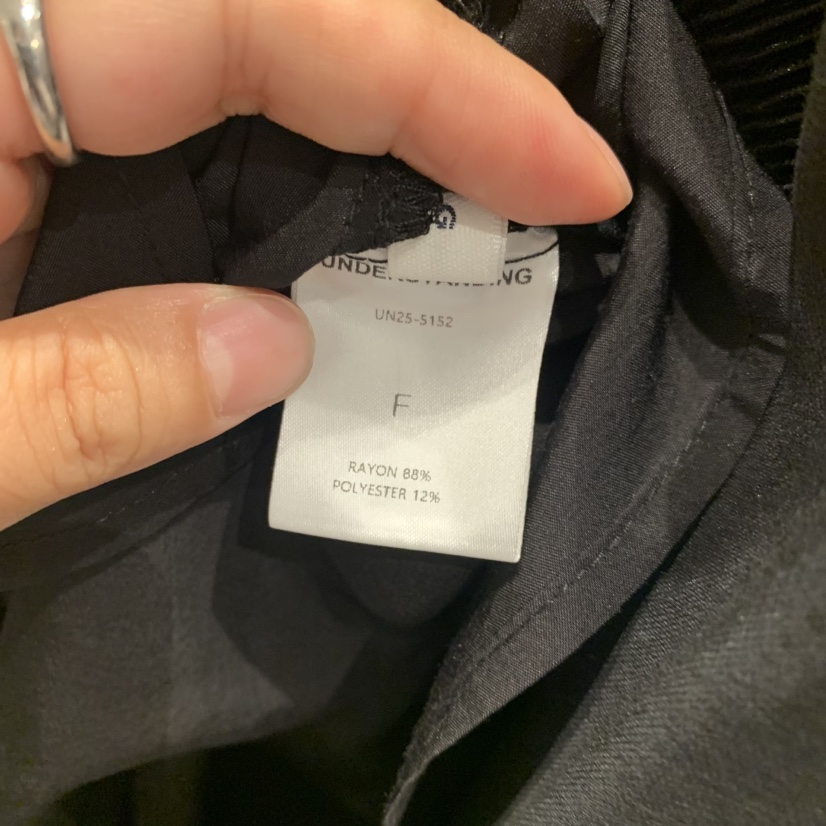 UNDERSTANDING
UN25-5152
F
RAYON 88%
POLYESTER 12%